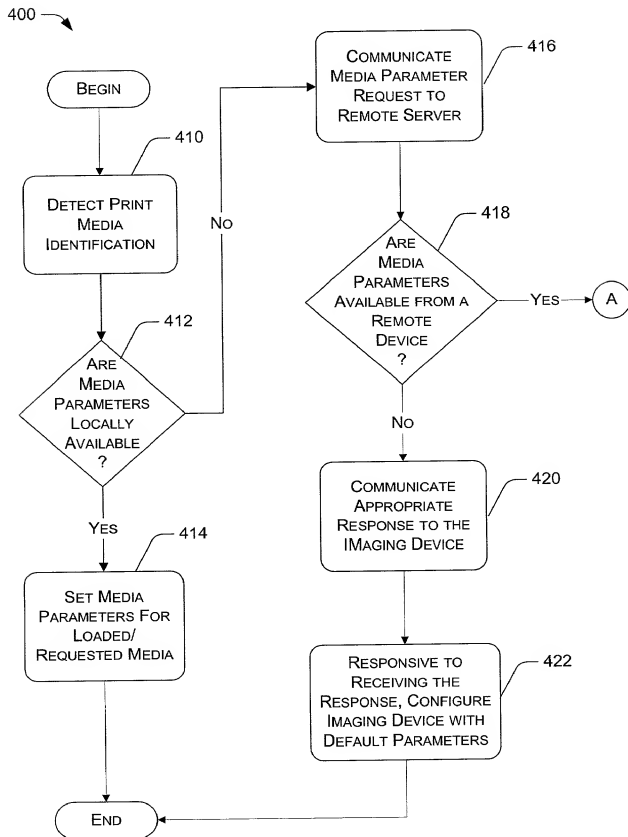 400
BEGIN
410
DETECT PRINT
MEDIA
IDENTIFICATION
412
ARE
MEDIA
PARAMETERS
LOCALLY
AVAILABLE
?
NO
YES
414
SET MEDIA
PARAMETERS FOR
LOADED/
REQUESTED MEDIA
END
416
COMMUNICATE
MEDIA PARAMETER
REQUEST TO
REMOTE SERVER
418
ARE
MEDIA
PARAMETERS
AVAILABLE FROM A
REMOTE
DEVICE
?
YES
A
NO
420
COMMUNICATE
APPROPRIATE
RESPONSE TO THE
IMAGING DEVICE
422
RESPONSIVE TO
RECEIVING THE
RESPONSE, CONFIGURE
IMAGING DEVICE WITH
DEFAULT PARAMETERS